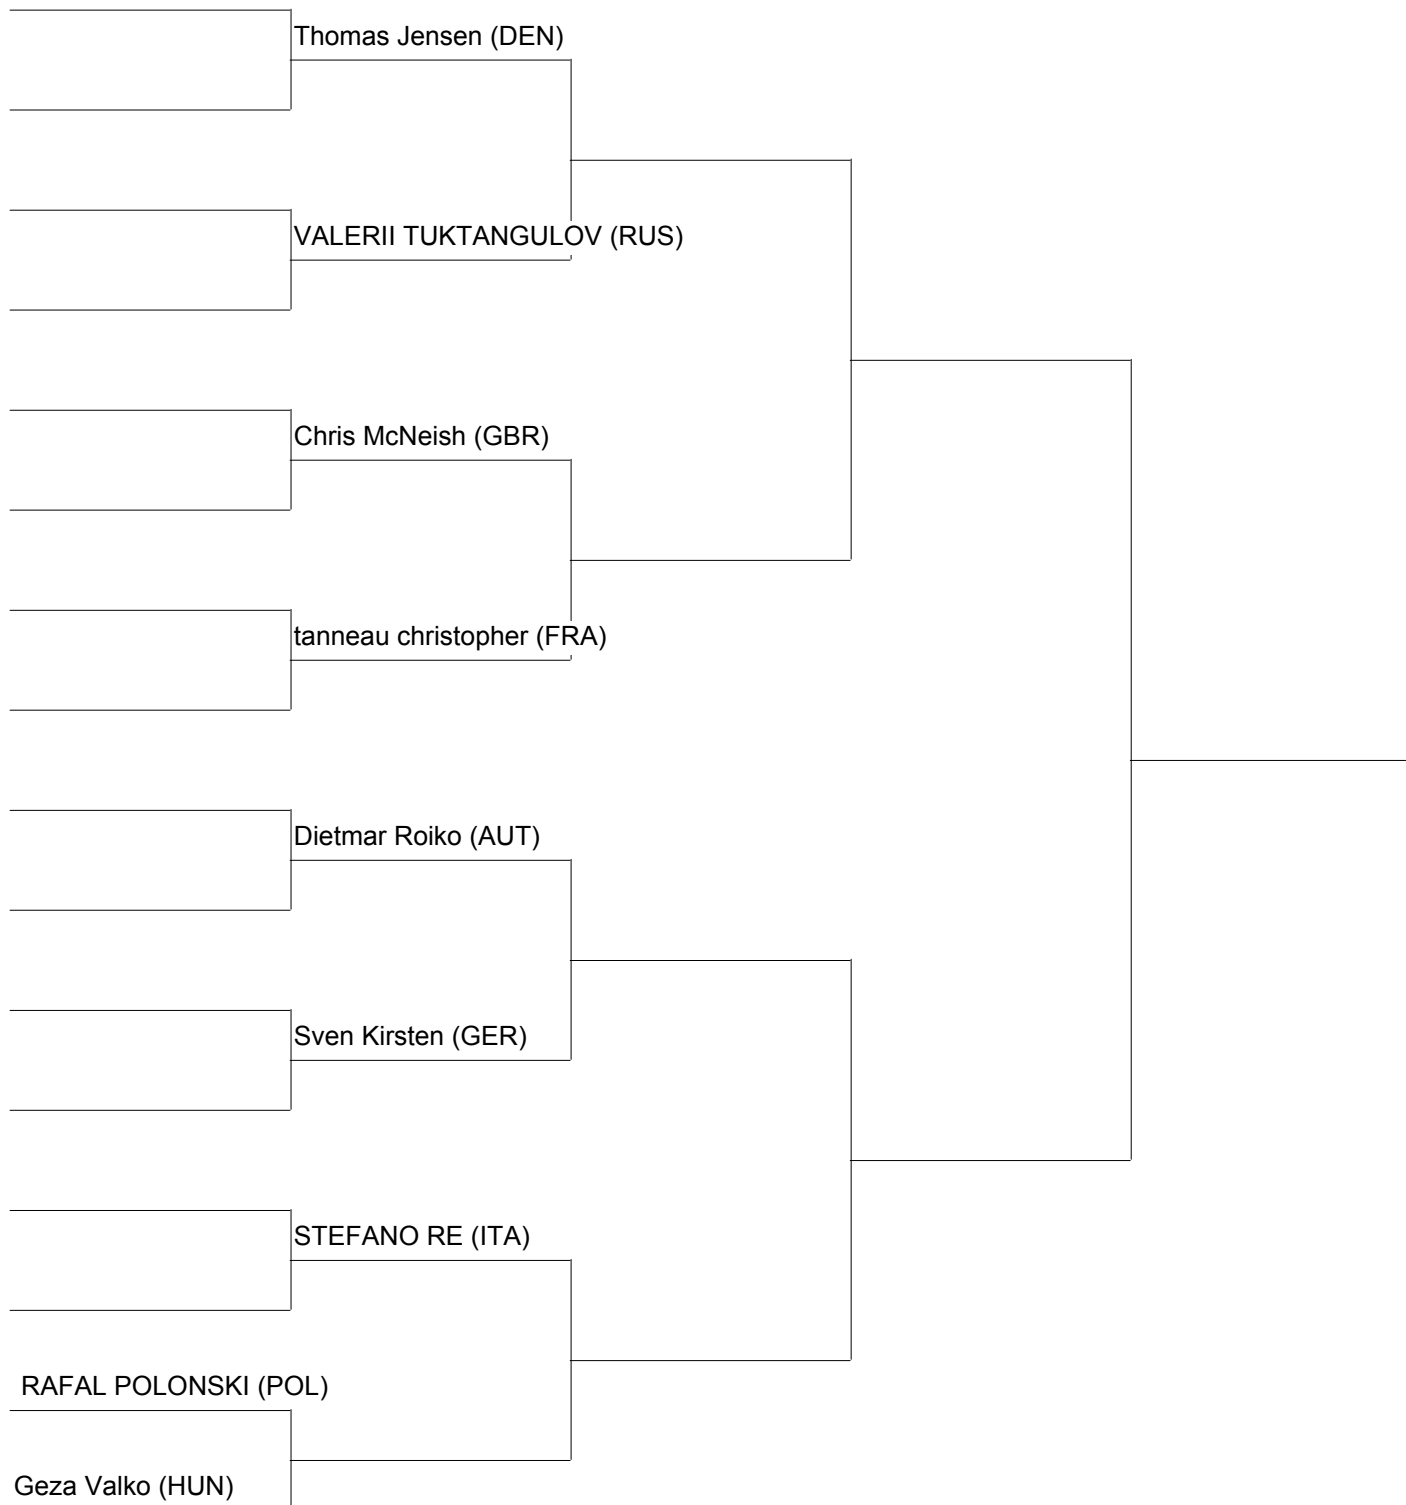 Thomas Jensen (DEN)
VALERII TUKTANGULOV (RUS)
Chris McNeish (GBR)
tanneau christopher (FRA)
Dietmar Roiko (AUT)
Sven Kirsten (GER)
STEFANO RE (ITA)
RAFAL POLONSKI (POL)
Geza Valko (HUN)